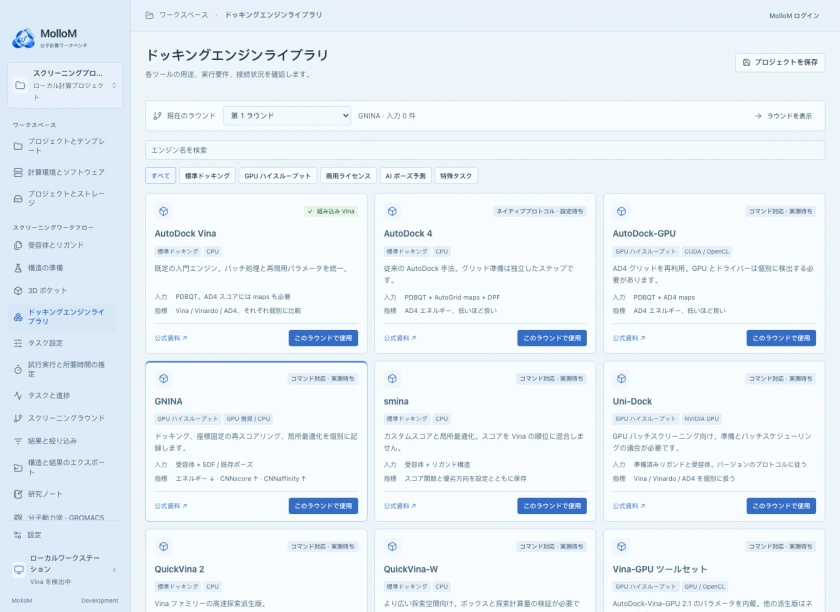 MolloM
分子計算ワークベンチ
スクリーニングプロ...
ローカル計算プロジェク
ト
ワークスペース
プロジェクトとテンプレ
ート
計算環境とソフトウェア
プロジェクトとストレー
ジ
スクリーニングワークフロー
受容体とリガンド
構造の準備
3D ポケット
ドッキングエンジンライ
ブラリ
タスク設定
試行実行と所要時間の推
定
タスクと進捗
スクリーニングラウンド
結果と絞り込み
構造と結果のエクスポー
ト
研究ノート
分子動力学 · GROMACS
設定
ローカルワークステー
ション
Vina を検出中
MolloM
Development
ワークスペース › ドッキングエンジンライブラリ
MolloM ログイン
ドッキングエンジンライブラリ
各ツールの用途、実行要件、接続状況を確認します。
プロジェクトを保存
現在のラウンド
第 1 ラウンド
GNINA · 入力 0 件
→ ラウンドを表示
エンジン名を検索
すべて
標準ドッキング
GPU ハイスループット
商用ライセンス
AI ポーズ予測
特殊タスク
✓ 組み込み Vina
AutoDock Vina
標準ドッキング
CPU
既定の入門エンジン。バッチ処理と再現用パラメータを統一。
入力 PDBQT。AD4 スコアには maps も必要
指標 Vina / Vinardo / AD4、それぞれ個別に比較
公式資料 ↗
このラウンドで使用
ネイティブプロトコル · 設定待ち
AutoDock 4
標準ドッキング
CPU
従来の AutoDock 手法。グリッド準備は独立したステップで
す。
入力 PDBQT + AutoGrid maps + DPF
指標 AD4 エネルギー、低いほど良い
公式資料 ↗
このラウンドで使用
コマンド対応 · 実測待ち
AutoDock-GPU
GPU ハイスループット
CUDA / OpenCL
AD4 グリッドを再利用。GPU とドライバーは個別に検出する必
要があります。
入力 PDBQT + AD4 maps
指標 AD4 エネルギー、低いほど良い
公式資料 ↗
このラウンドで使用
コマンド対応 · 実測待ち
GNINA
GPU ハイスループット
GPU 推奨 / CPU
ドッキング、座標固定の再スコアリング、局所最適化を個別に記
録します。
入力 受容体 + SDF / 既存ポーズ
指標 エネルギー ↓ · CNNscore ↑ · CNNaffinity ↑
公式資料 ↗
このラウンドで使用
コマンド対応 · 実測待ち
smina
標準ドッキング
CPU
カスタムスコアと局所最適化。スコアを Vina の順位に混合しま
せん。
入力 受容体 + リガンド構造
指標 スコア関数と優劣方向を設定とともに保存
公式資料 ↗
このラウンドで使用
コマンド対応 · 実測待ち
Uni-Dock
GPU ハイスループット
NVIDIA GPU
GPU バッチスクリーニング向け。準備とバッチスケジューリン
グの適合が必要です。
入力 準備済みリガンドと受容体。バージョンのプロトコルに従う
指標 Vina / Vinardo / AD4 を個別に扱う
公式資料 ↗
このラウンドで使用
コマンド対応 · 実測待ち
QuickVina 2
標準ドッキング
CPU
Vina ファミリーの高速探索派生版。
コマンド対応 · 実測待ち
QuickVina-W
標準ドッキング
CPU
より広い探索空間向け。ボックスと探索計算量の検証が必要で
コマンド対応 · 実測待ち
Vina-GPU ツールセット
GPU ハイスループット
GPU / OpenCL
AutoDock-Vina-GPU 2.1 のパラメータを内蔵。他の派生版はネ